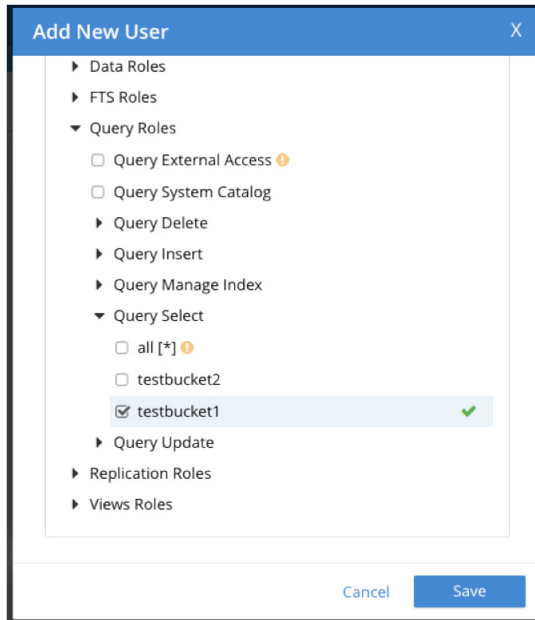 Add New User X
Data Roles
FTS Roles
Query Roles
Query External Access
Query System Catalog
Query Delete
Query Insert
Query Manage Index
Query Select
all [*]
testbucket2
testbucket1
Query Update
Replication Roles
Views Roles
Cancel Save